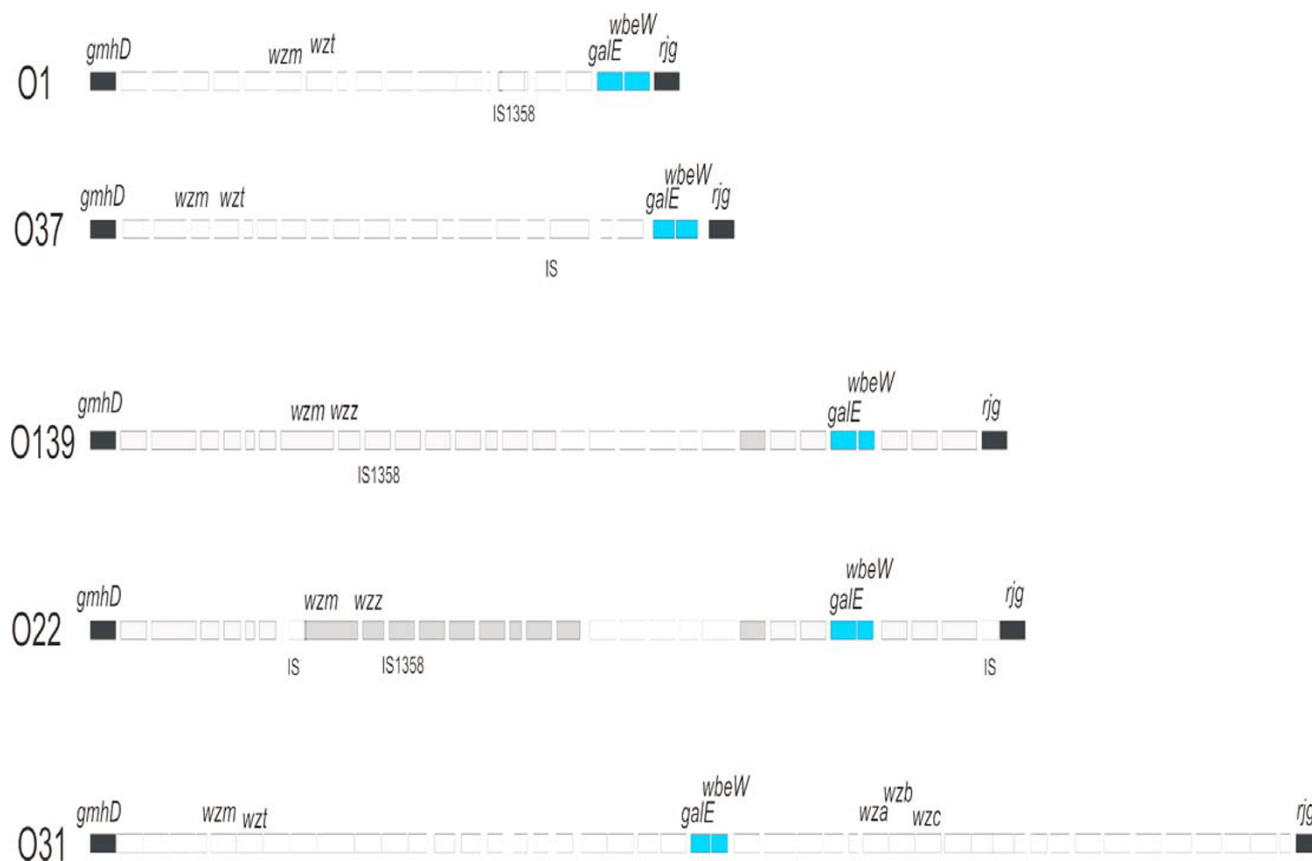 wbeW
wzt
gmhD wzm galE rjg
O1
IS1358
wbeW
gmhD wzm wzt galE rjg
O37
IS
wbeW
gmhD wzm wzz galE rjg
O139
IS1358
wbeW
gmhD wzm wzz galE rjg
O22
IS IS1358 IS
wbeW wzb
gmhD wzm wzt galE wza wzc rjg
O31